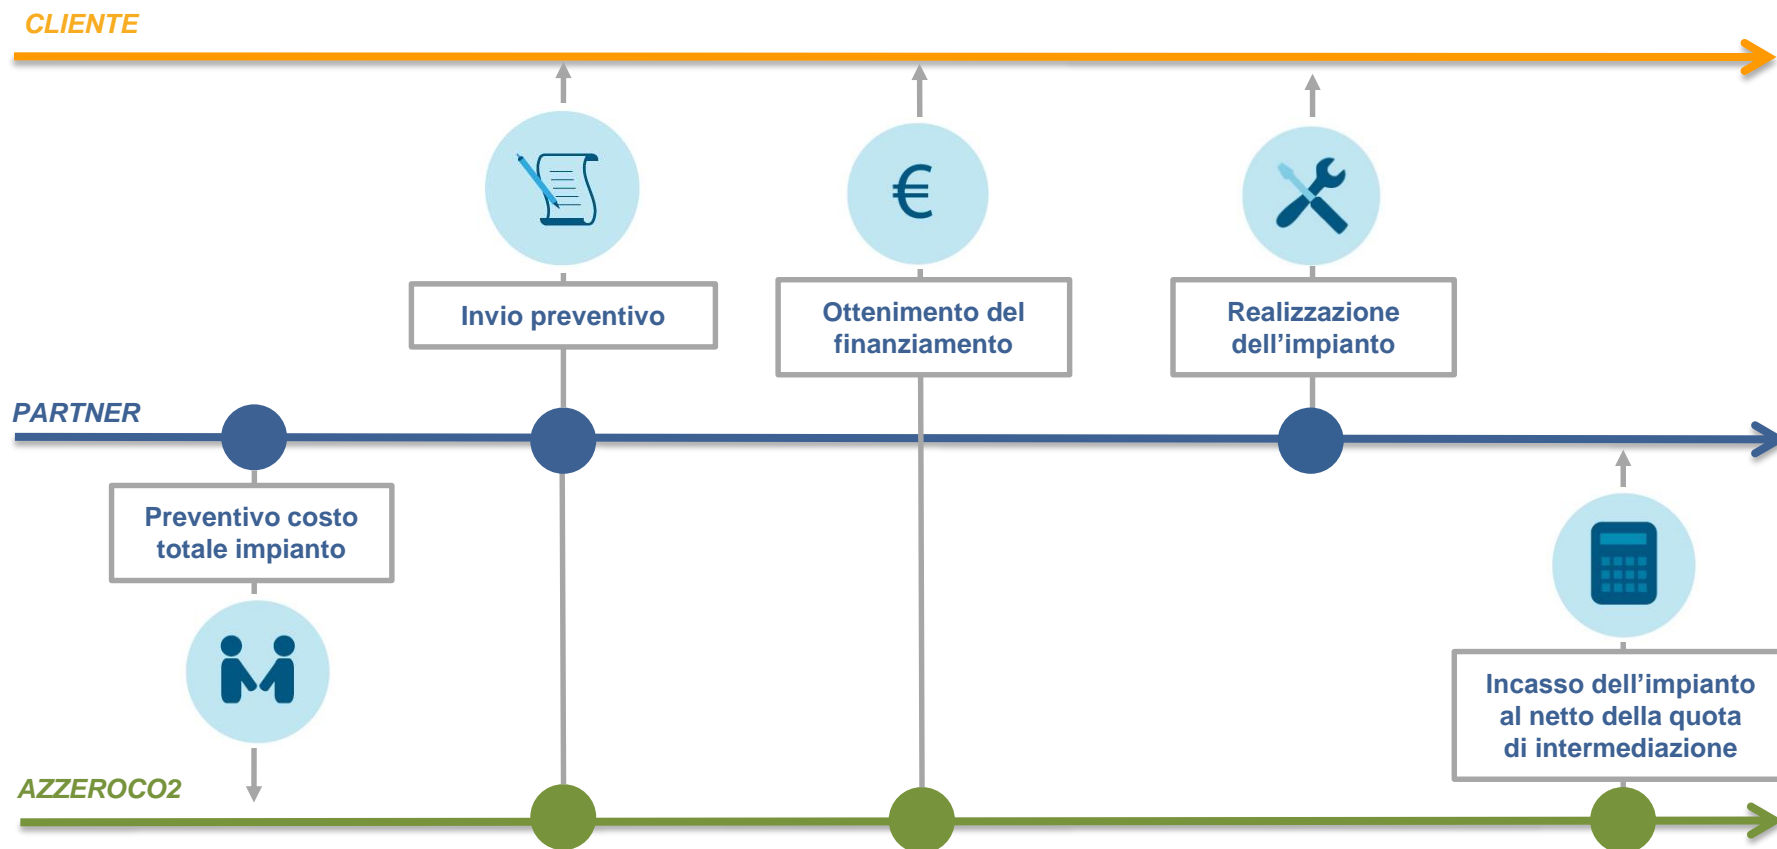 CLIENTE
Invio preventivo
Ottenimento del
finanziamento
Realizzazione
dell’impianto
PARTNER
Preventivo costo
totale impianto
Incasso dell’impianto
al netto della quota
di intermediazione
AZZEROCO2
€